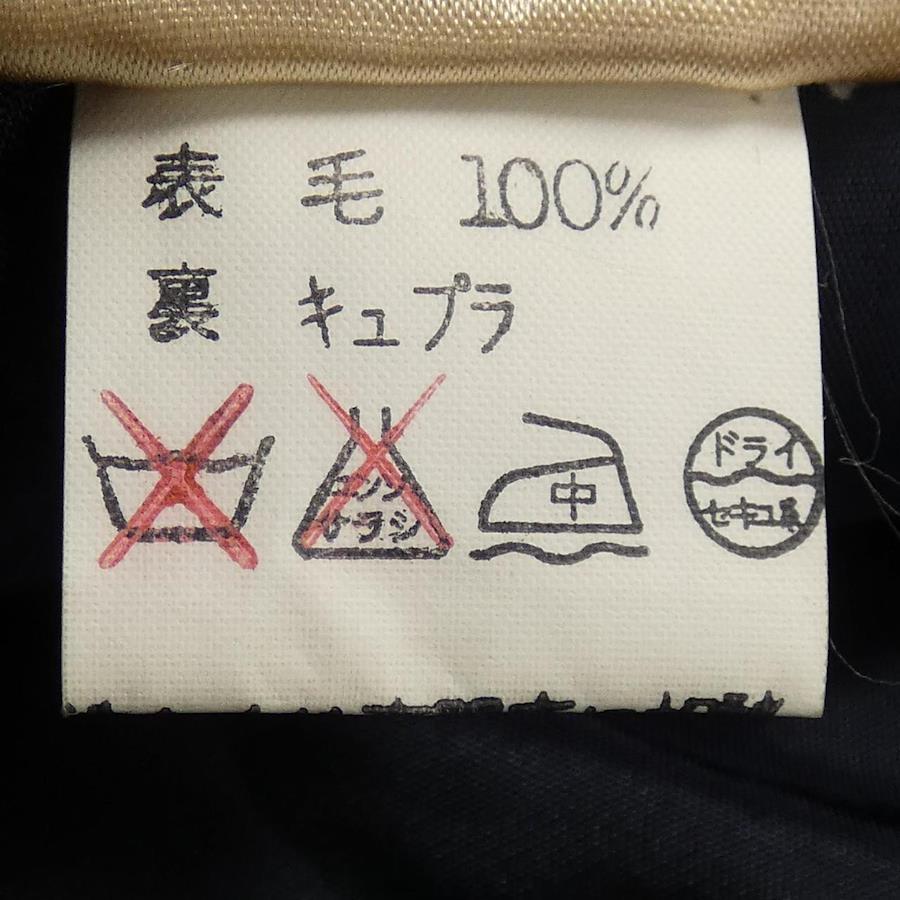 表 毛 100%
裏 キュプラ
エンソ
サラシ
中
ドライ
セキユ系